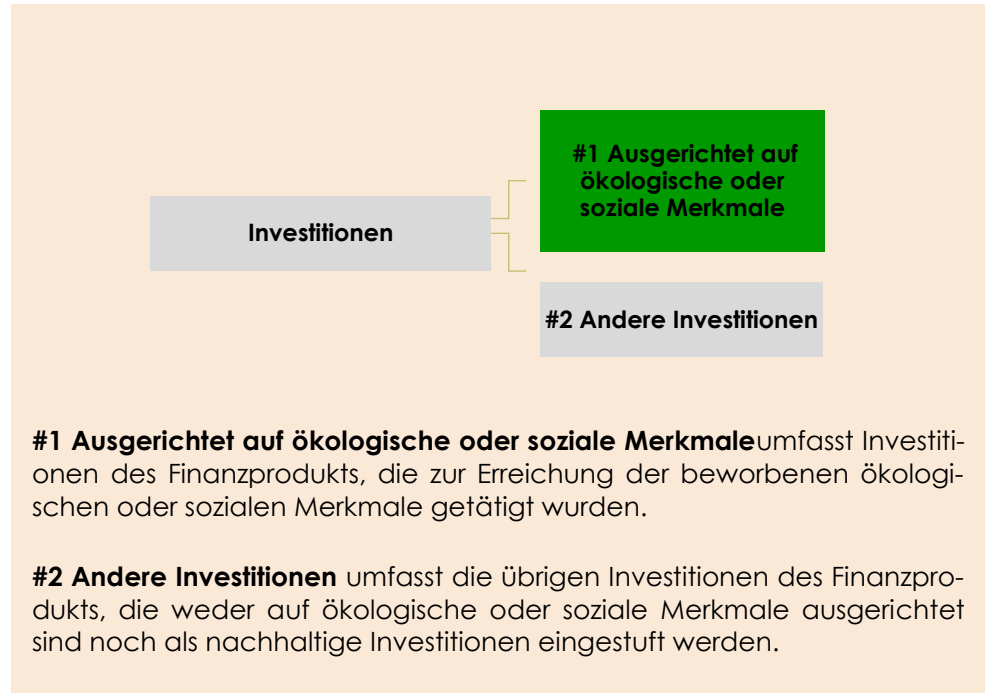 #1 Ausgerichtet auf
ökologische oder
soziale Merkmale
Investitionen
#2 Andere Investitionen
#1 Ausgerichtet auf ökologische oder soziale Merkmaleumfasst Investiti-
onen des Finanzprodukts, die zur Erreichung der beworbenen ökologi-
schen oder sozialen Merkmale getätigt wurden.
#2 Andere Investitionen umfasst die übrigen Investitionen des Finanzpro-
dukts, die weder auf ökologische oder soziale Merkmale ausgerichtet
sind noch als nachhaltige Investitionen eingestuft werden.